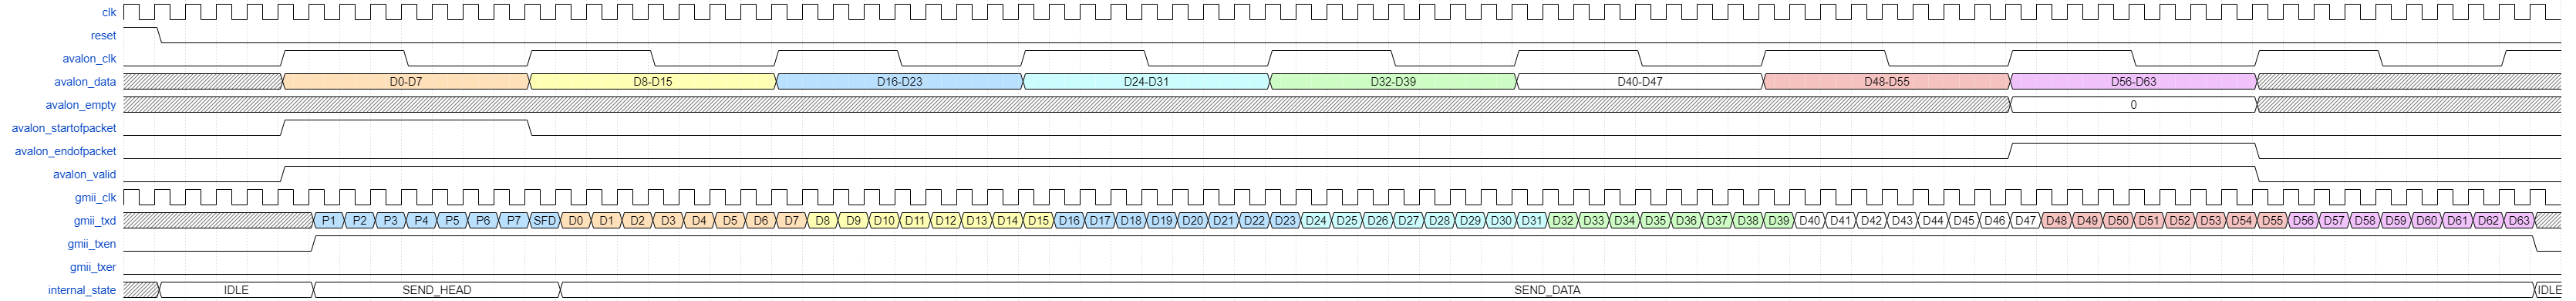 clk
reset
avalon_clk
avalon_data D0-D7 D8-D15 D16-D23 D24-D31 D32-D39 D40-D47 D48-D55 D56-D63
avalon_empty 0
avalon_startofpacket
avalon_endofpacket
avalon_valid
gmii_clk
gmii_txd P1 P2 P3 P4 P5 P6 P7 SFD D0 D1 D2 D3 D4 D5 D6 D7 D8 D9 D10 D11 D12 D13 D14 D15 D16 D17 D18 D19 D20 D21 D22 D23 D24 D25 D26 D27 D28 D29 D30 D31 D32 D33 D34 D35 D36 D37 D38 D39 D40 D41 D42 D43 D44 D45 D46 D47 D48 D49 D50 D51 D52 D53 D54 D55 D56 D57 D58 D59 D60 D61 D62 D63
gmii_txen
gmii_txer
internal_state IDLE SEND_HEAD SEND_DATA IDLE